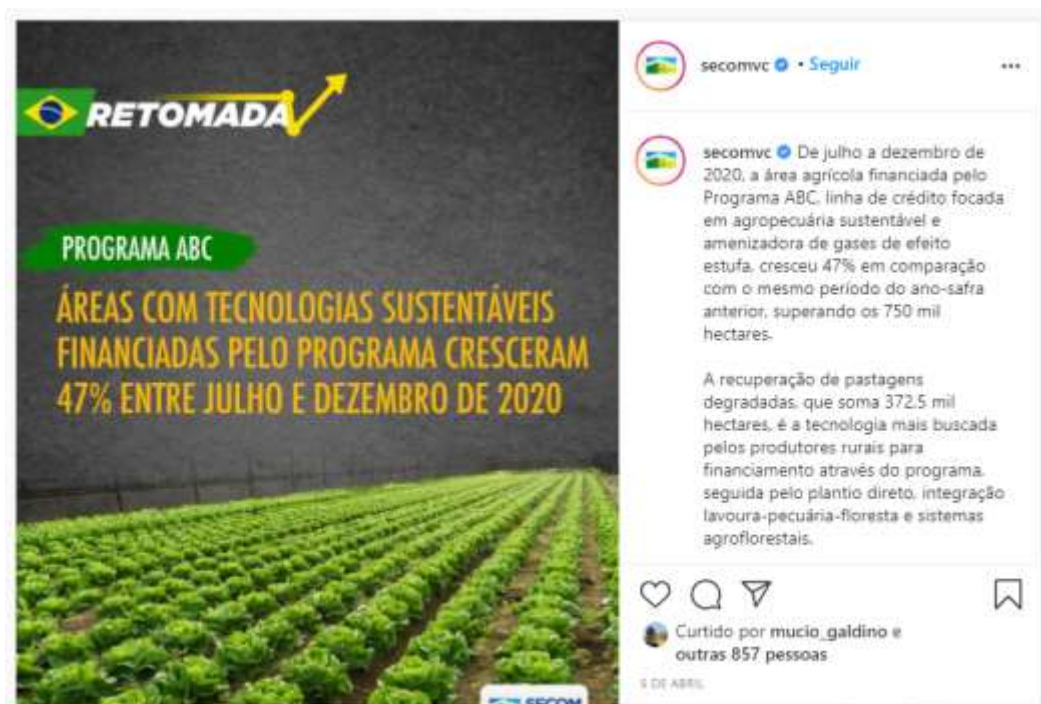 RETOMADA
PROGRAMA ABC
ÁREAS COM TECNOLOGIAS SUSTENTÁVEIS
FINANCIADAS PELO PROGRAMA CRESCERAM
47% ENTRE JULHO E DEZEMBRO DE 2020
SECOM
secomvc • Seguir
secomvc De julho a dezembro de
2020, a área agrícola financiada pelo
Programa ABC, linha de crédito focada
em agropecuária sustentável e
amenizadora de gases de efeito
estufa, cresceu 47% em comparação
com o mesmo período do ano-safra
anterior, superando os 750 mil
hectares.
A recuperação de pastagens
degradadas, que soma 372,5 mil
hectares, é a tecnologia mais buscada
pelos produtores rurais para
financiamento através do programa,
seguida pelo plantio direto, integração
lavoura-pecuária-floresta e sistemas
agroflorestais.
Curtido por mucio_galdino e
outras 857 pessoas
DE ABRIL